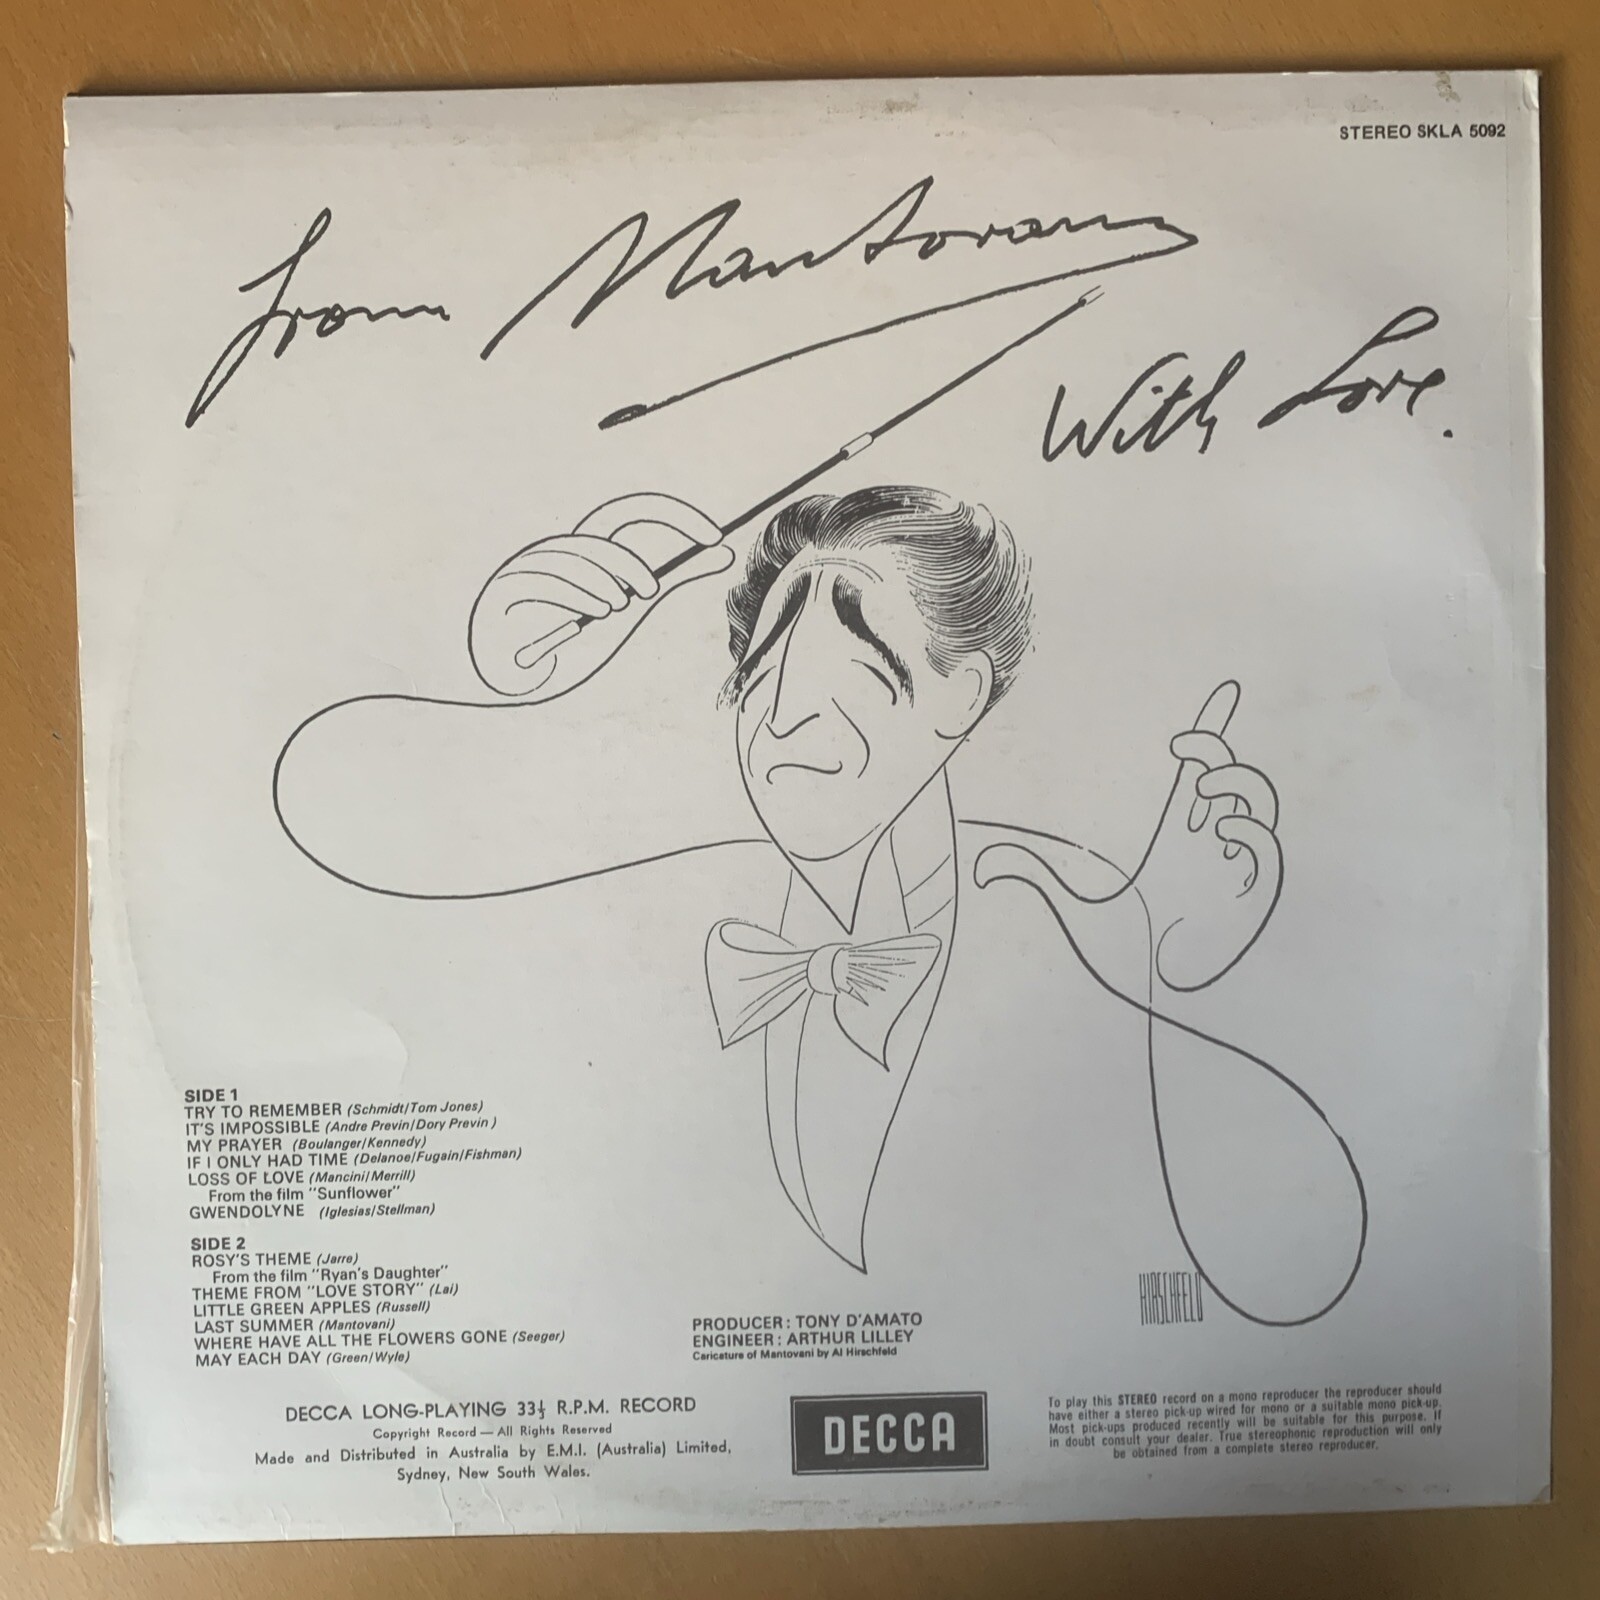 STEREO SKLA 5092
from Mantovani
With Love.
SIDE 1
TRY TO REMEMBER (Schmidt/Tom Jones)
IT'S IMPOSSIBLE (Andre Previn/Dory Previn )
MY PRAYER (Boulanger/Kennedy)
IF I ONLY HAD TIME (Delanoe/Fugain/Fishman)
LOSS OF LOVE (Mancini/Merrill)
From the film "Sunflower"
GWENDOLYNE (Iglesias/Stellman)
SIDE 2
ROSY'S THEME (Jarre)
From the film "Ryan's Daughter"
THEME FROM "LOVE STORY" (Lai)
LITTLE GREEN APPLES (Russell)
LAST SUMMER (Mantovani)
WHERE HAVE ALL THE FLOWERS GONE (Seeger)
MAY EACH DAY (Green/Wyle)
HIRSCHFELD
PRODUCER: TONY D'AMATO
ENGINEER: ARTHUR LILLEY
Caricature of Mantovani by Al Hirschfeld
DECCA LONG-PLAYING 33⅓ R.P.M. RECORD
Copyright Record — All Rights Reserved
Made and Distributed in Australia by E.M.I. (Australia) Limited,
Sydney, New South Wales.
DECCA
To play this STEREO record on a mono reproducer the reproducer should
have either a stereo pick-up wired for mono or a suitable mono pick-up.
Most pick-ups produced recently will be suitable for this purpose. If
in doubt consult your dealer. True stereophonic reproduction will only
be obtained from a complete stereo reproducer.